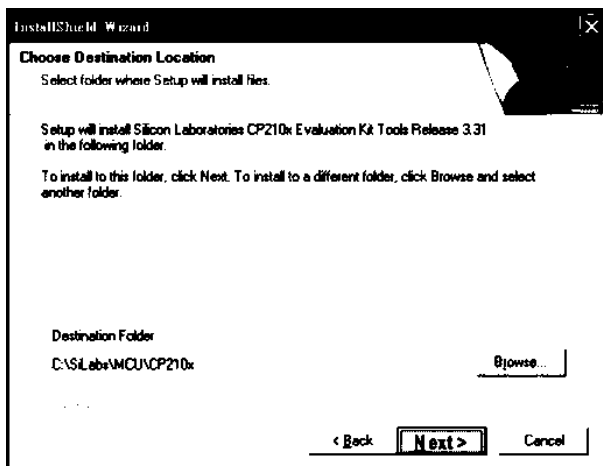 InstallShield Wizard
Choose Destination Location
Select folder where Setup will install files.
Setup will install Silicon Laboratories CP210x Evaluation Kit Tools Release 3.31
in the following folder.
To install to this folder, click Next. To install to a different folder, click Browse and select
another folder.
Destination Folder
C:\SiLabs\MCU\CP210x
Browse...
< Back
Next >
Cancel